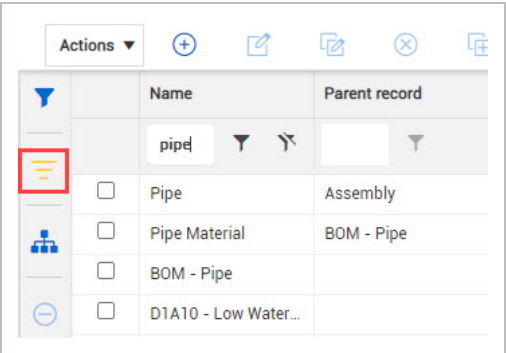 Actions
Name Parent record
pipe
Pipe Assembly
Pipe Material BOM - Pipe
BOM - Pipe
D1A10 - Low Water...